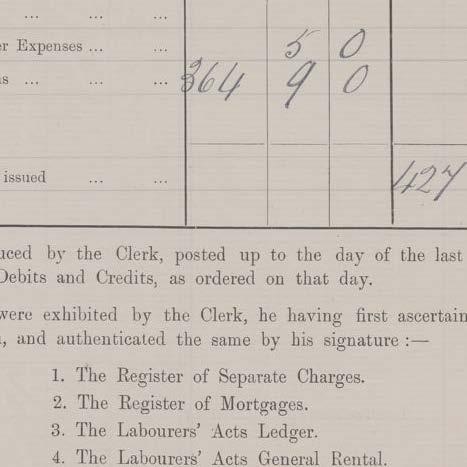 ... ... ...
er Expenses ... ... 5 0
s ... ... ... 364 9 0
issued ... ... 427
uced by the Clerk, posted up to the day of the last
Debits and Credits, as ordered on that day.
were exhibited by the Clerk, he having first ascertain
, and authenticated the same by his signature :—
1. The Register of Separate Charges.
2. The Register of Mortgages.
3. The Labourers' Acts Ledger.
4. The Labourers' Acts General Rental.